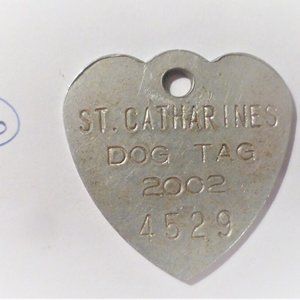 ST. CATHARINES
DOG TAG
2002
4529